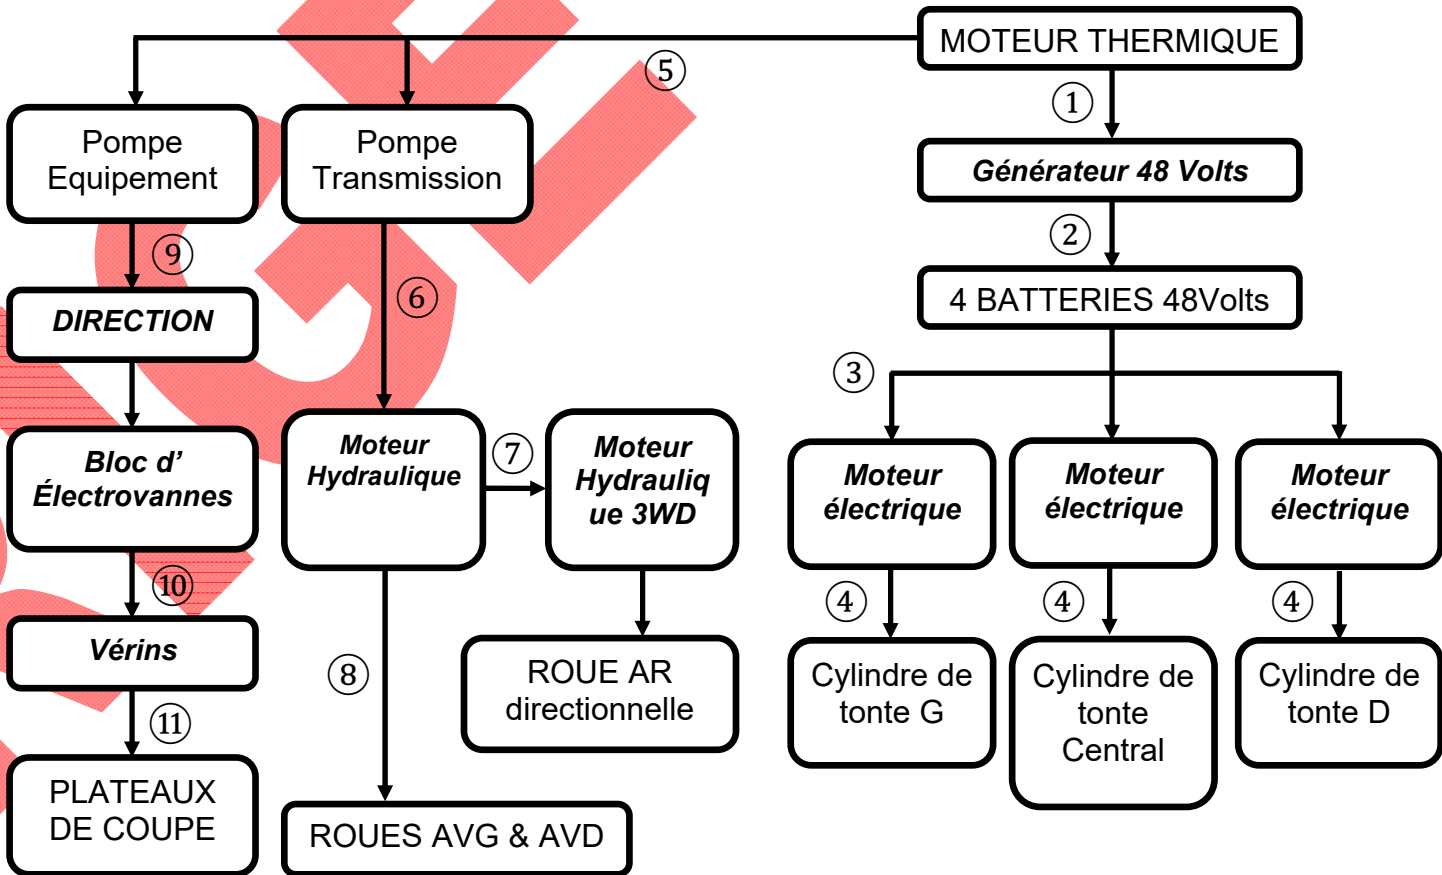 MOTEUR THERMIQUE
⑤
①
Pompe
Equipement
Pompe
Transmission
Générateur 48 Volts
②
⑨
⑥
DIRECTION
4 BATTERIES 48Volts
③
Bloc d’
Électrovannes
Moteur
Hydraulique
⑦
Moteur
Hydrauliq
ue 3WD
Moteur
électrique
Moteur
électrique
Moteur
électrique
⑩
④
④
④
Vérins
⑧
ROUE AR
directionnelle
Cylindre de
tonte G
Cylindre de
tonte
Central
Cylindre de
tonte D
⑪
PLATEAUX
DE COUPE
ROUES AVG & AVD